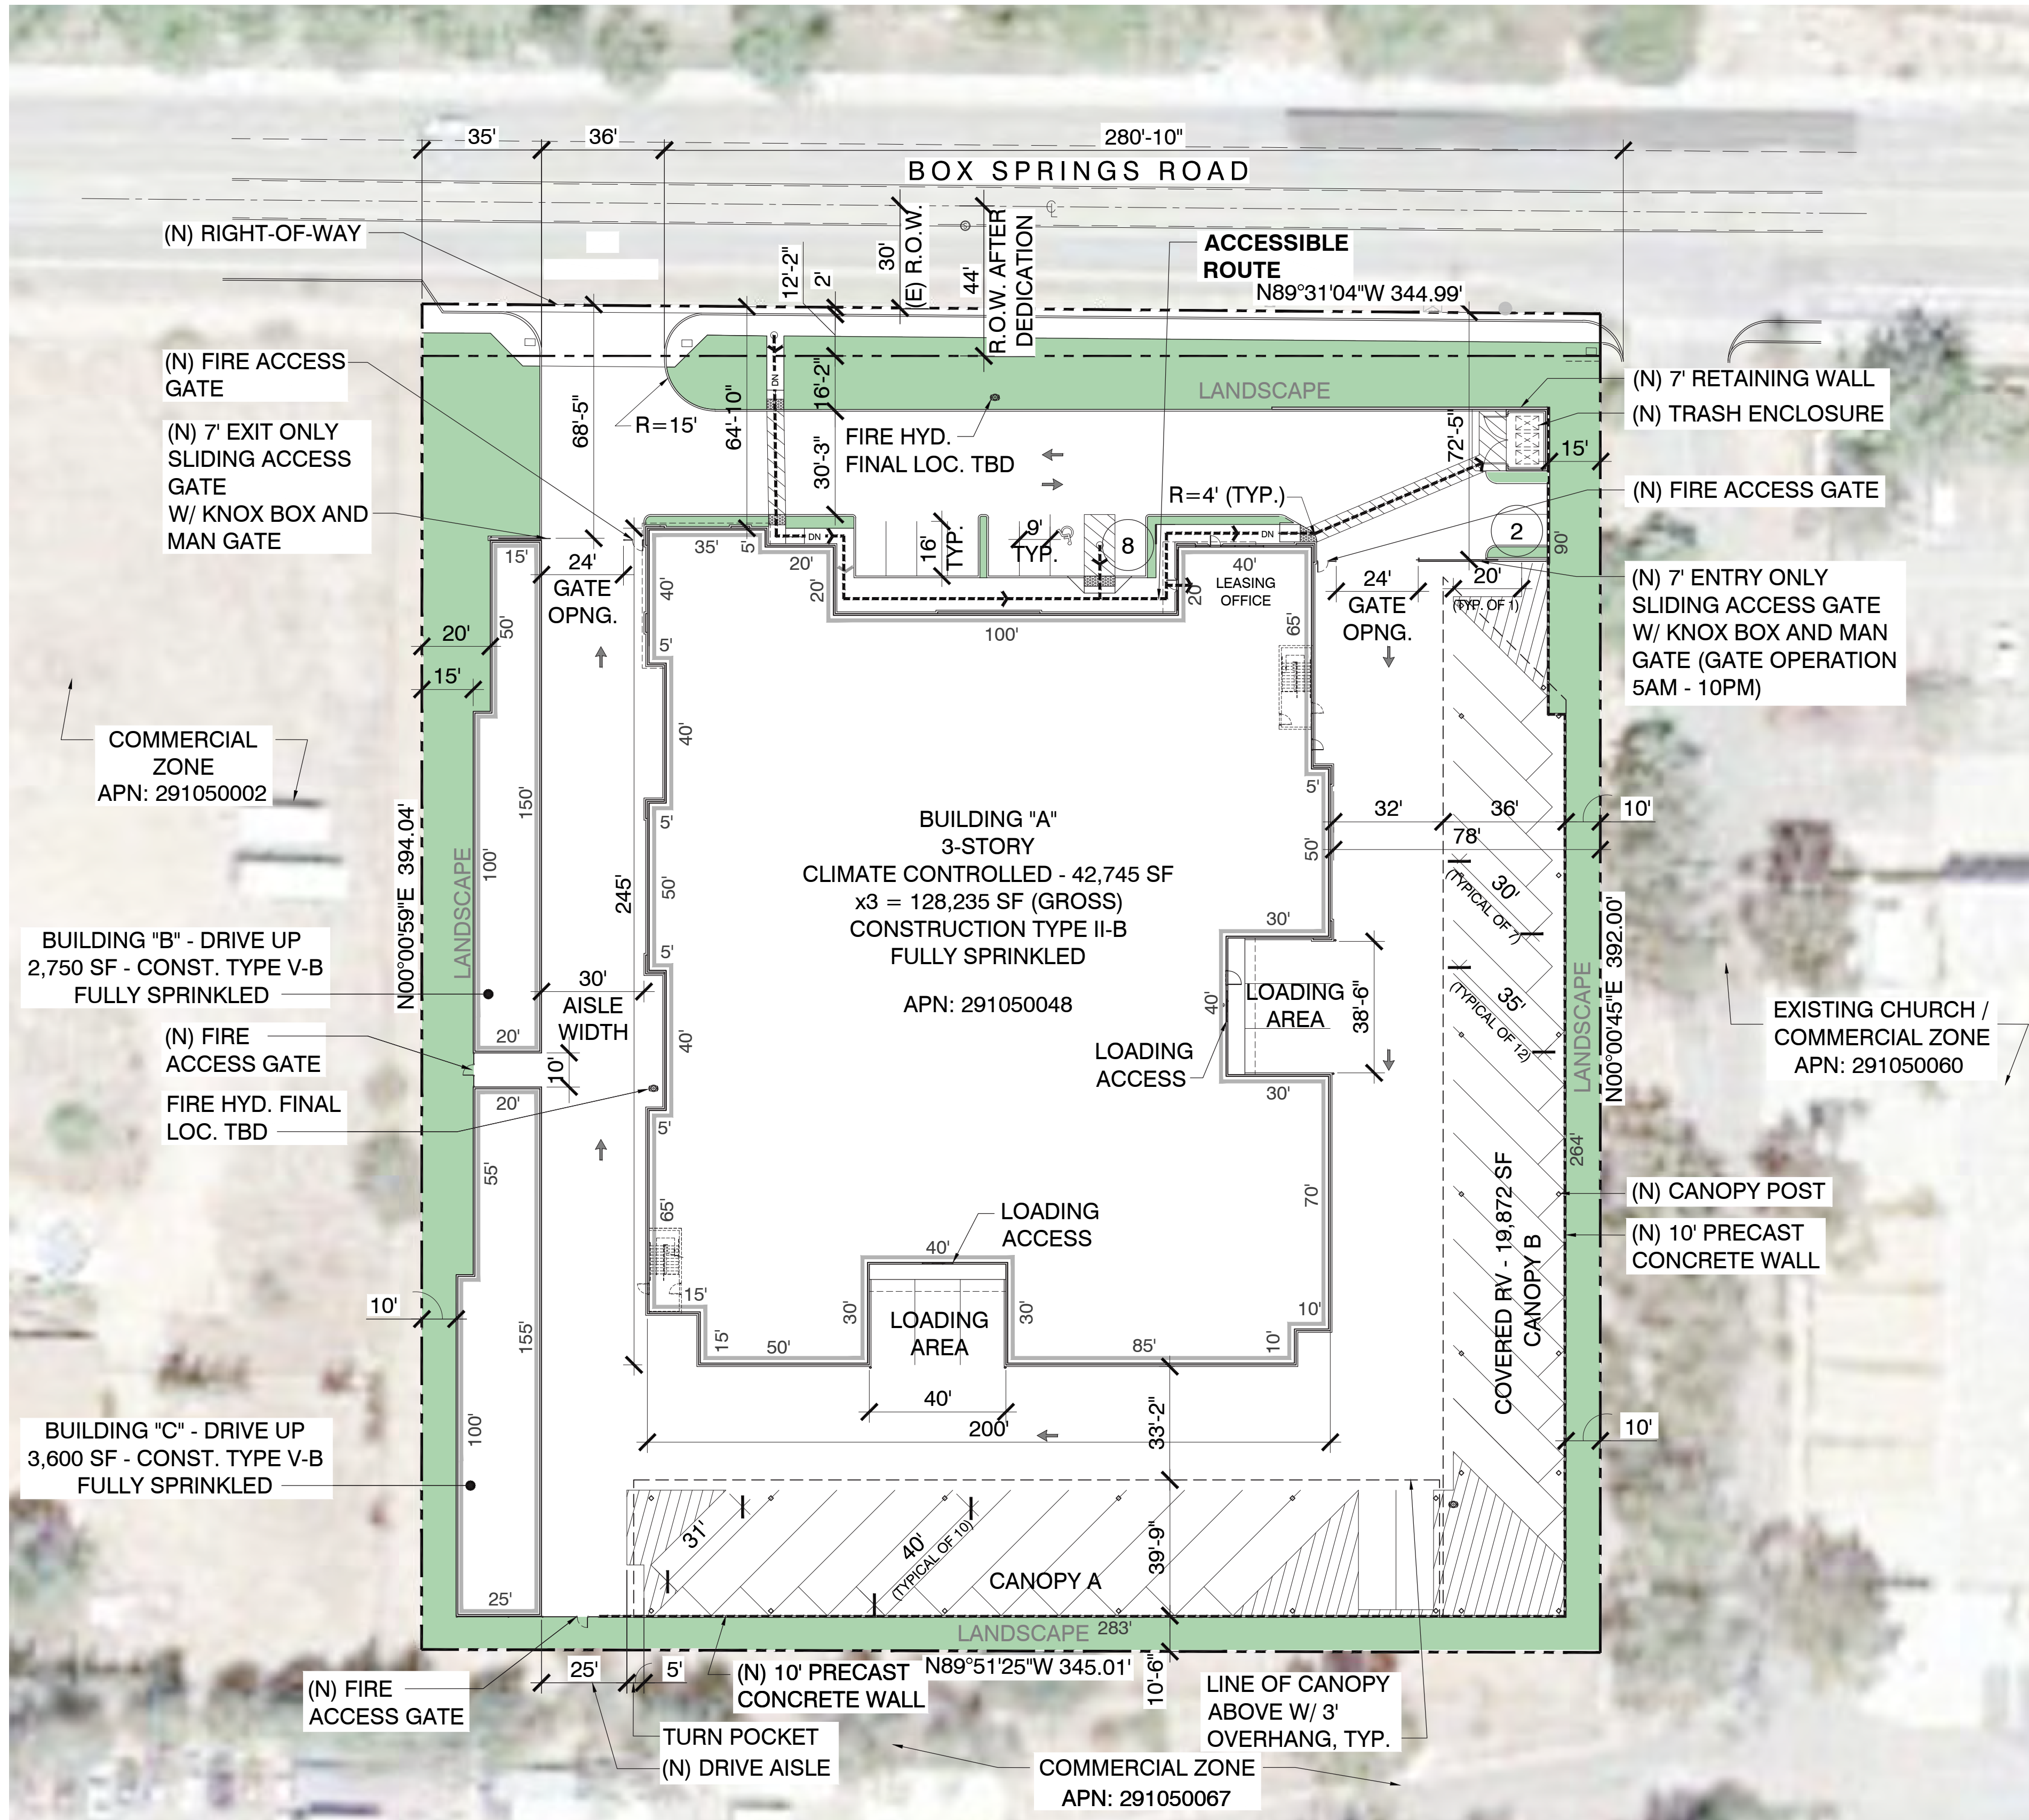 35'
36'
280'-10"
BOX SPRINGS ROAD
(N) RIGHT-OF-WAY
12'-2"
2'
30'
(E) R.O.W.
44'
R.O.W. AFTER
DEDICATION
ACCESSIBLE
ROUTE
N89°31'04"W 344.99'
(N) FIRE ACCESS
GATE
(N) 7' EXIT ONLY
SLIDING ACCESS
GATE
W/ KNOX BOX AND
MAN GATE
68'-5"
R=15'
64'-10"
DN
16'-2"
30'-3"
FIRE HYD.
FINAL LOC. TBD
LANDSCAPE
72'-5"
(N) 7' RETAINING WALL
(N) TRASH ENCLOSURE
15'
(N) FIRE ACCESS GATE
R=4' (TYP.)
2
90'
(N) 7' ENTRY ONLY
SLIDING ACCESS GATE
W/ KNOX BOX AND MAN
GATE (GATE OPERATION
5AM - 10PM)
15'
24'
GATE
OPNG.
35'
5'
20'
DN
16'
TYP.
9'
TYP.
8
DN
40'
LEASING
OFFICE
24'
GATE
OPNG.
20'
(TYP. OF 1)
40'
20'
20'
100'
65'
50'
20'
15'
5'
40'
5'
COMMERCIAL
ZONE
APN: 291050002
150'
100'
LANDSCAPE
N00°00'59"E 394.04'
245'
5'
50'
5'
BUILDING "A"
3-STORY
CLIMATE CONTROLLED - 42,745 SF
x3 = 128,235 SF (GROSS)
CONSTRUCTION TYPE II-B
FULLY SPRINKLED
APN: 291050048
5'
50'
32'
36'
10'
78'
30'
(TYPICAL OF 7)
35'
(TYPICAL OF 12)
30'
LOADING
AREA
40'
38'-6"
LOADING
ACCESS
30'
LANDSCAPE
N00°00'45"E 392.00'
EXISTING CHURCH /
COMMERCIAL ZONE
APN: 291050060
BUILDING "B" - DRIVE UP
2,750 SF - CONST. TYPE V-B
FULLY SPRINKLED
30'
AISLE
WIDTH
(N) FIRE
ACCESS GATE
20'
10'
40'
FIRE HYD. FINAL
LOC. TBD
20'
5'
55'
264'
70'
65'
LOADING
ACCESS
COVERED RV - 19,872 SF
CANOPY B
(N) CANOPY POST
(N) 10' PRECAST
CONCRETE WALL
10'
155'
15'
15'
50'
30'
40'
LOADING
AREA
30'
85'
10'
10'
40'
200'
33'-2"
10'
BUILDING "C" - DRIVE UP
3,600 SF - CONST. TYPE V-B
FULLY SPRINKLED
100'
25'
31'
40'
(TYPICAL OF 10)
CANOPY A
39'-9"
LANDSCAPE
283'
25'
5'
(N) 10' PRECAST
CONCRETE WALL
N89°51'25"W 345.01'
10'-6"
(N) FIRE
ACCESS GATE
TURN POCKET
(N) DRIVE AISLE
LINE OF CANOPY
ABOVE W/ 3'
OVERHANG, TYP.
COMMERCIAL ZONE
APN: 291050067